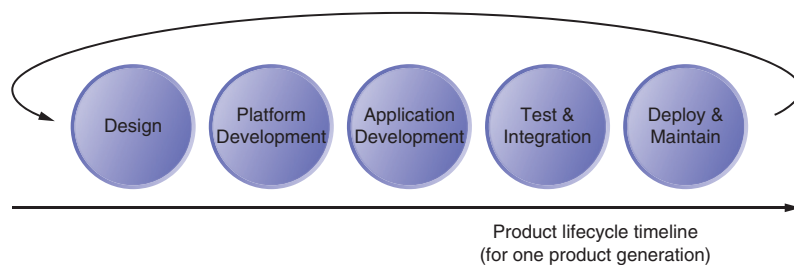 Design
Platform
Development
Application
Development
Test &
Integration
Deploy &
Maintain
Product lifecycle timeline
(for one product generation)